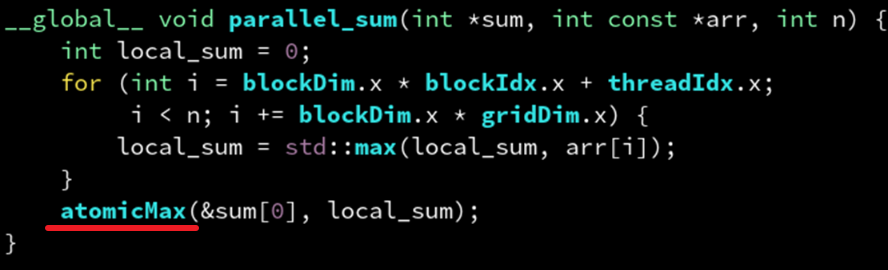 __global__ void parallel_sum(int *sum, int const *arr, int n) {
    int local_sum = 0;
    for (int i = blockDim.x * blockIdx.x + threadIdx.x;
         i < n; i += blockDim.x * gridDim.x) {
        local_sum = std::max(local_sum, arr[i]);
    }
    atomicMax(&sum[0], local_sum);
}